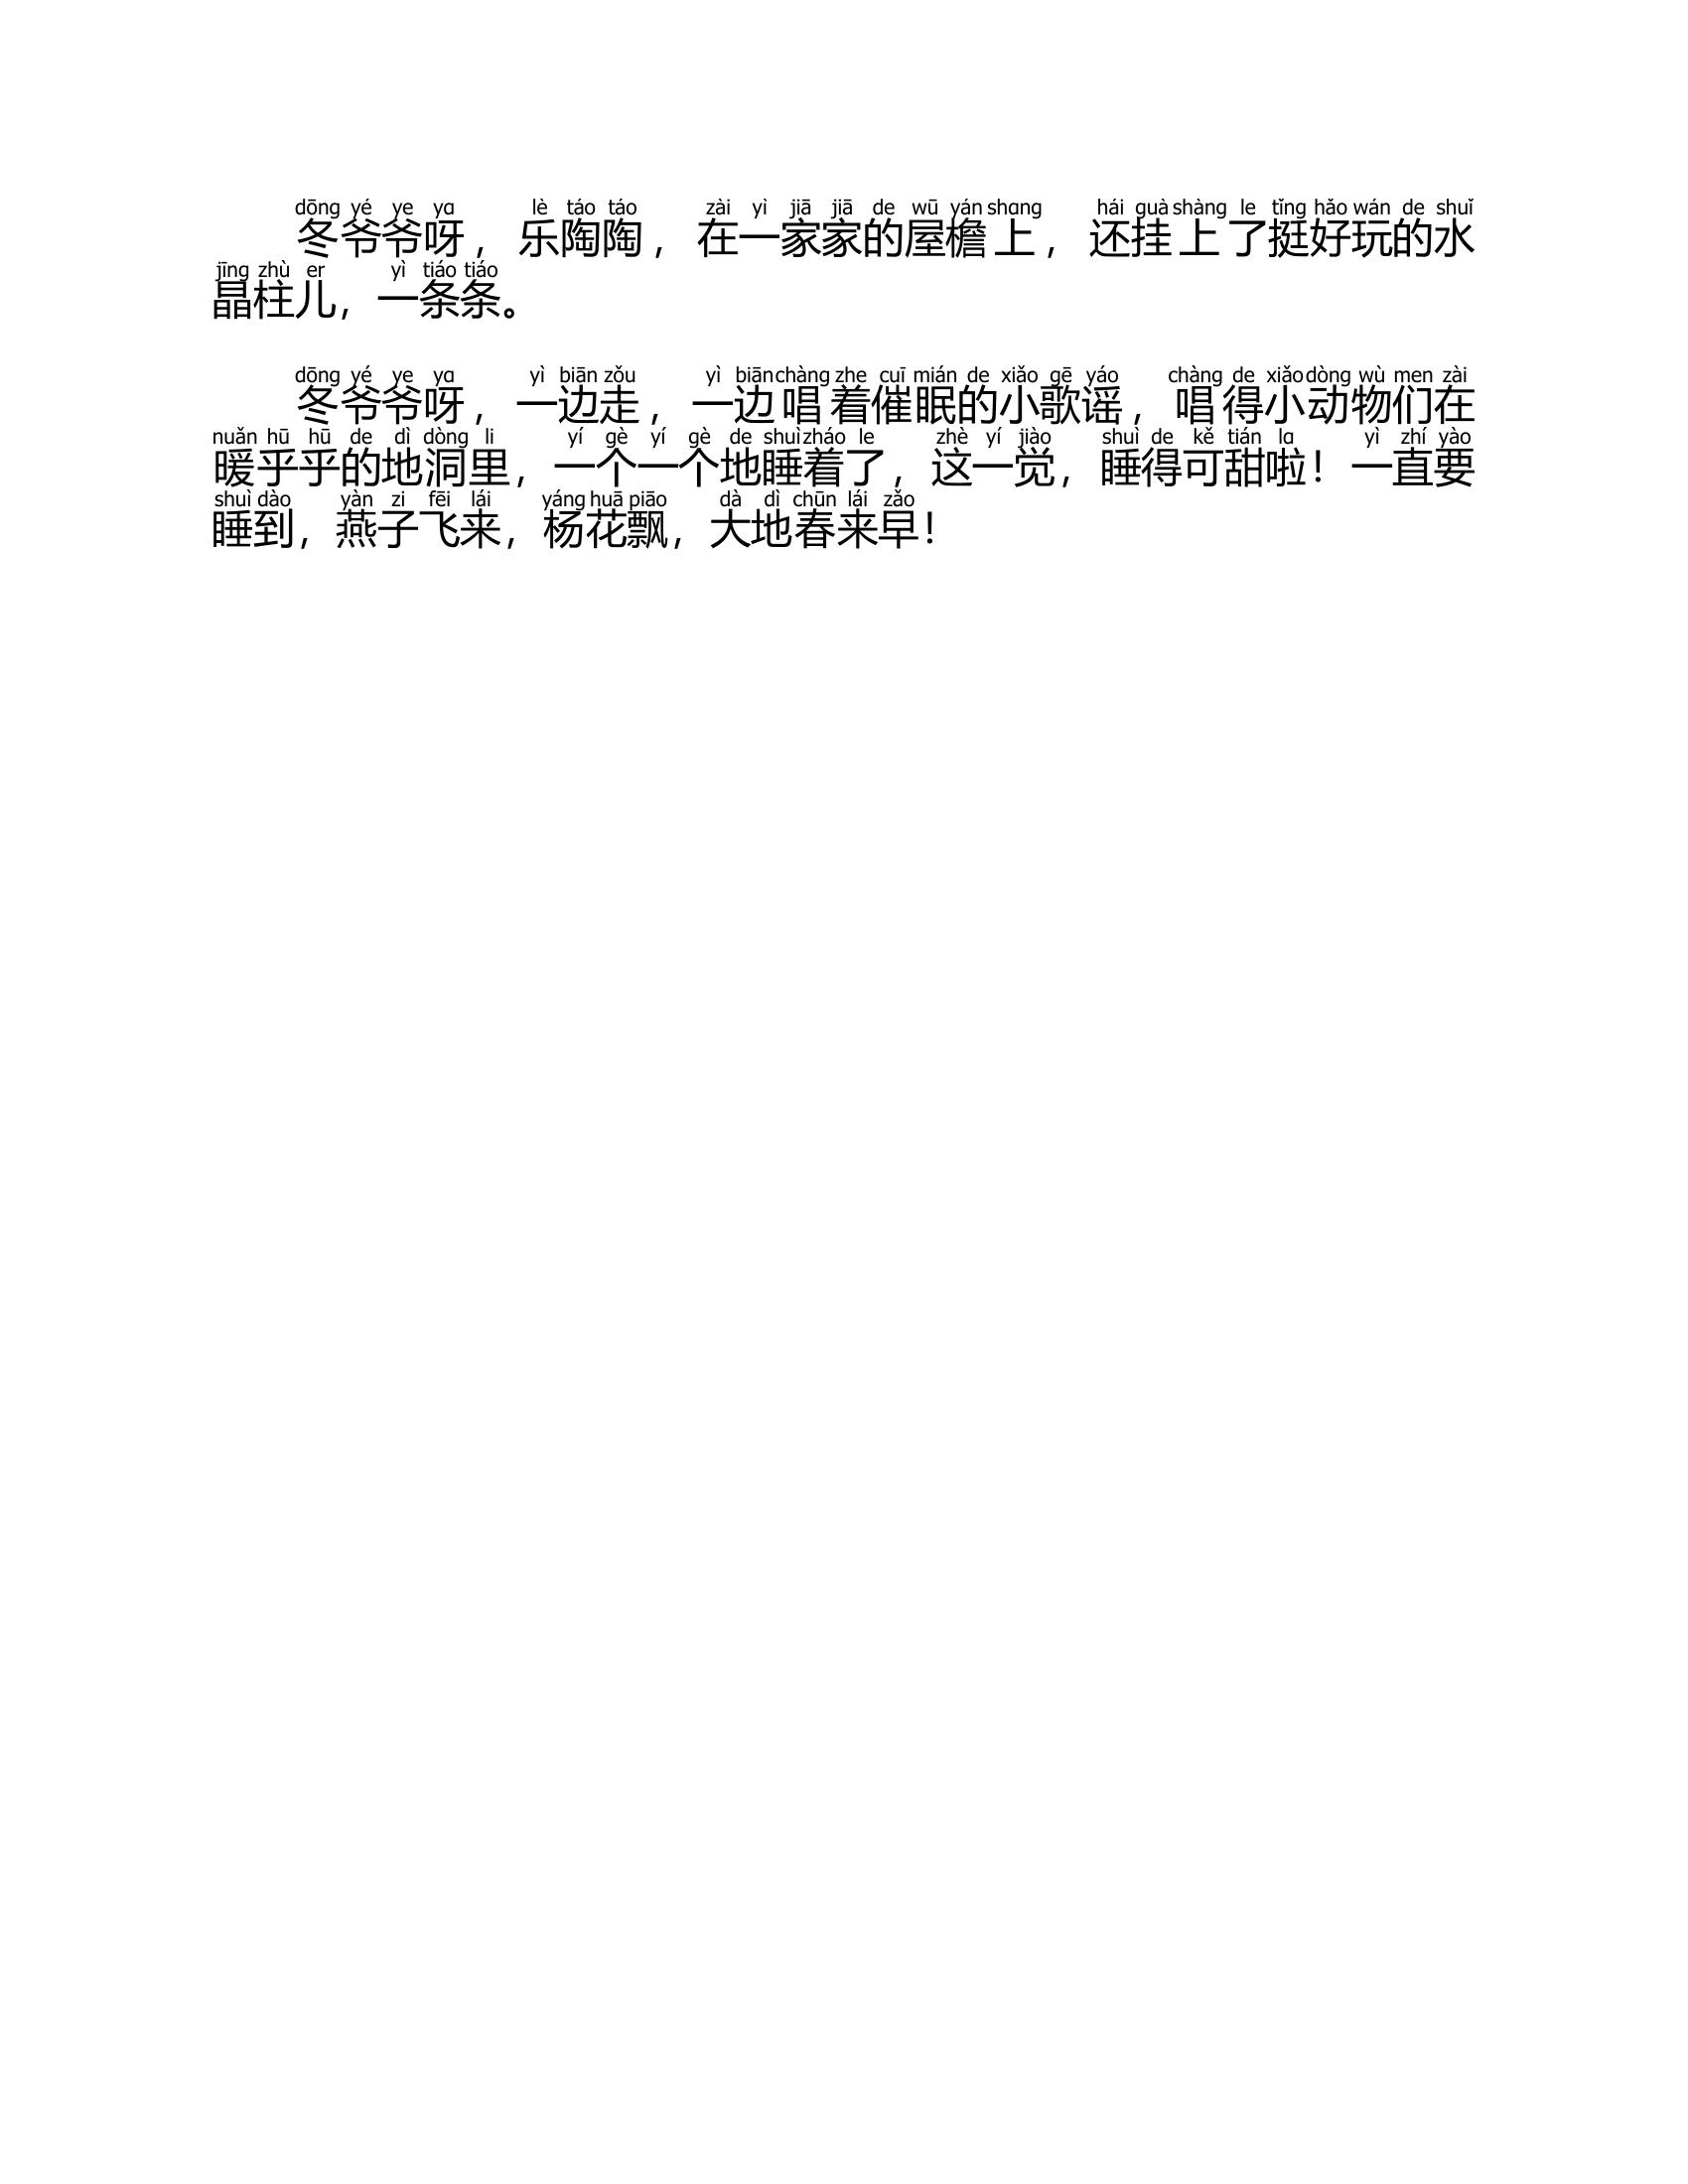 dōng yé ye yɑ lè táo táo zài yì jiā jiā de wū yán shɑng hái guà shàng le tǐng hǎo wán de shuǐ
冬爷爷呀，乐陶陶，在一家家的屋檐上，还挂上了挺好玩的水
jīng zhù er yì tiáo tiáo
晶柱儿，一条条。
dōng yé ye yɑ yì biān zǒu yì biān chàng zhe cuī mián de xiǎo gē yáo chàng de xiǎo dòng wù men zài
冬爷爷呀，一边走，一边唱着催眠的小歌谣，唱得小动物们在
nuǎn hū hū de dì dòng li yí gè yí gè de shuì zháo le zhè yí jiào shuì de kě tián lɑ yì zhí yào
暖乎乎的地洞里，一个一个地睡着了，这一觉，睡得可甜啦！一直要
shuì dào yàn zi fēi lái yáng huā piāo dà dì chūn lái zǎo
睡到，燕子飞来，杨花飘，大地春来早！